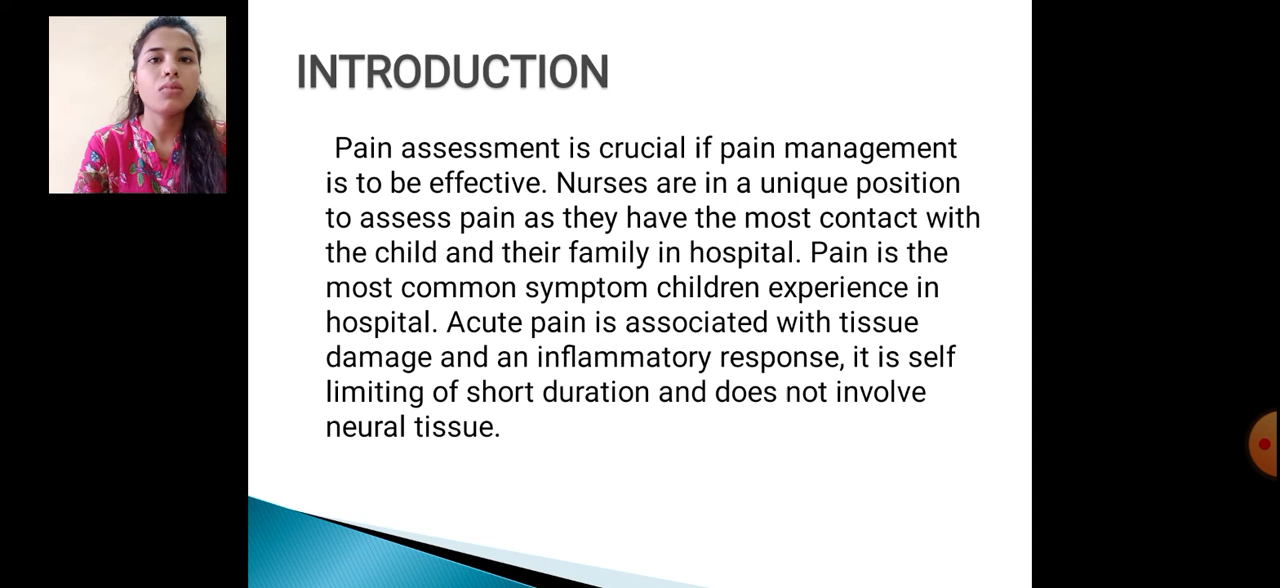 INTRODUCTION
Pain assessment is crucial if pain management
is to be effective. Nurses are in a unique position
to assess pain as they have the most contact with
the child and their family in hospital. Pain is the
most common symptom children experience in
hospital. Acute pain is associated with tissue
damage and an inflammatory response, it is self
limiting of short duration and does not involve
neural tissue.